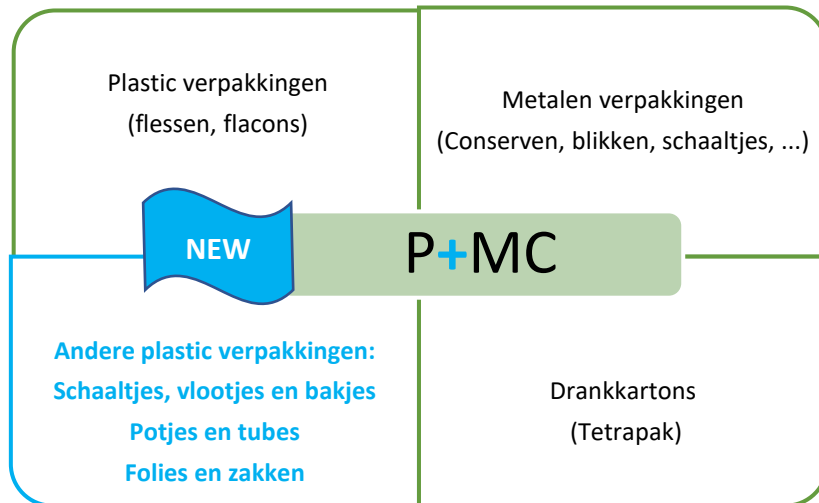 Plastic verpakkingen
(flessen, flacons)
Metalen verpakkingen
(Conserven, blikken, schaaltjes, ...)
NEW
P+MC
Andere plastic verpakkingen:
Schaaltjes, vlootjes en bakjes
Potjes en tubes
Folies en zakken
Drankkartons
(Tetrapak)